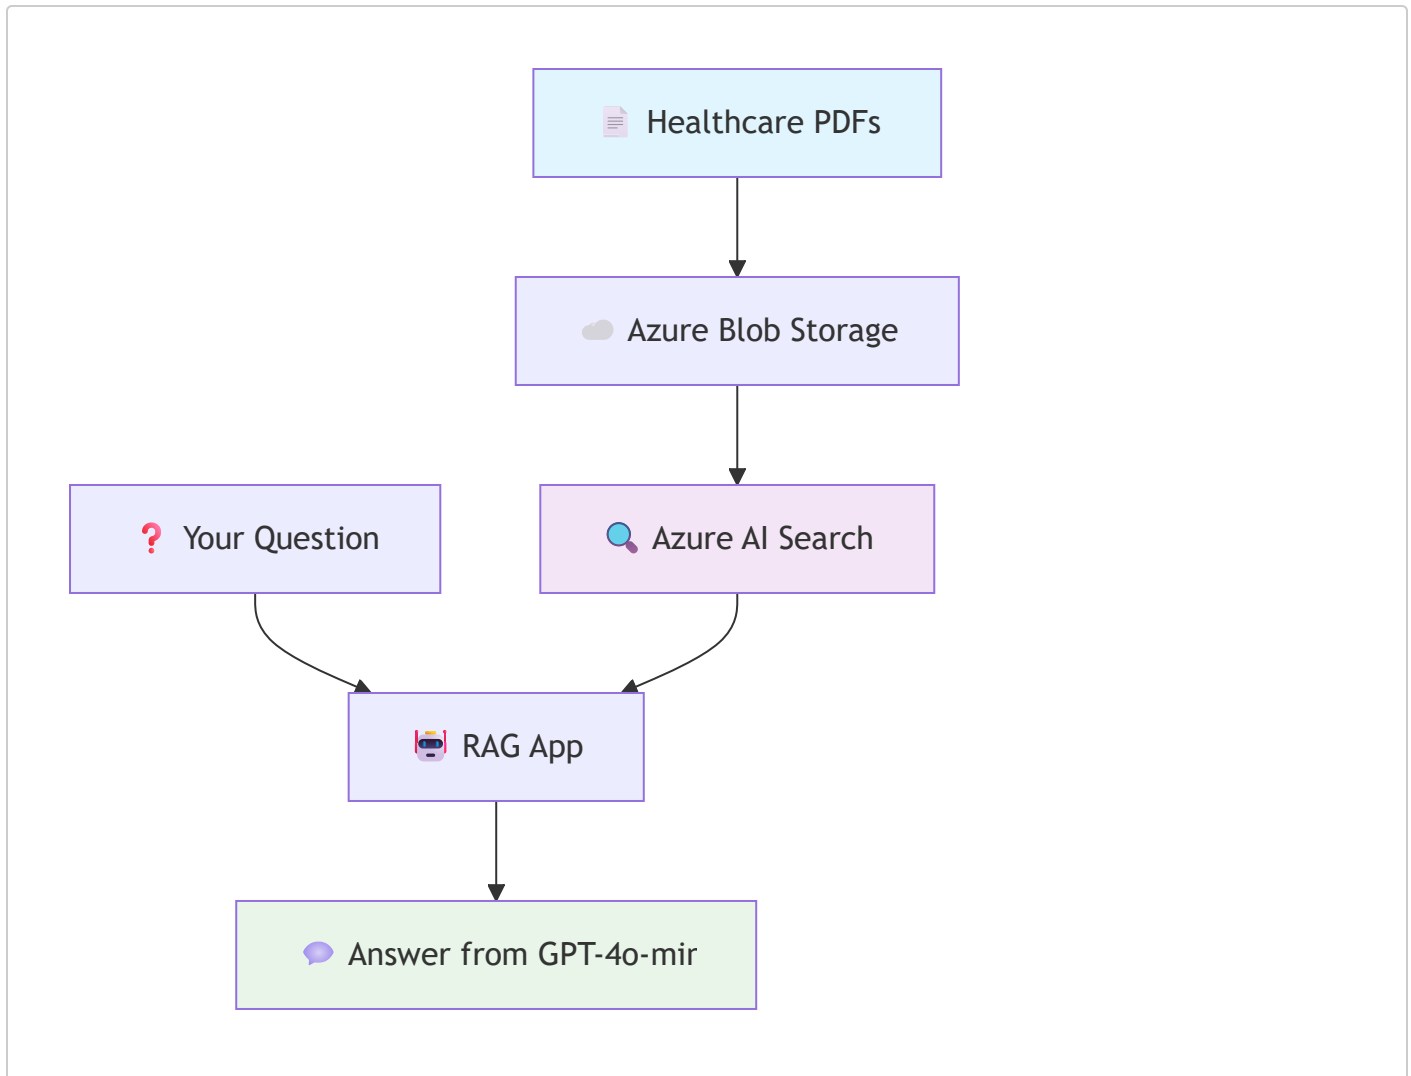 Healthcare PDFs
Azure Blob Storage
Your Question
Azure AI Search
RAG App
Answer from GPT-4o-mir